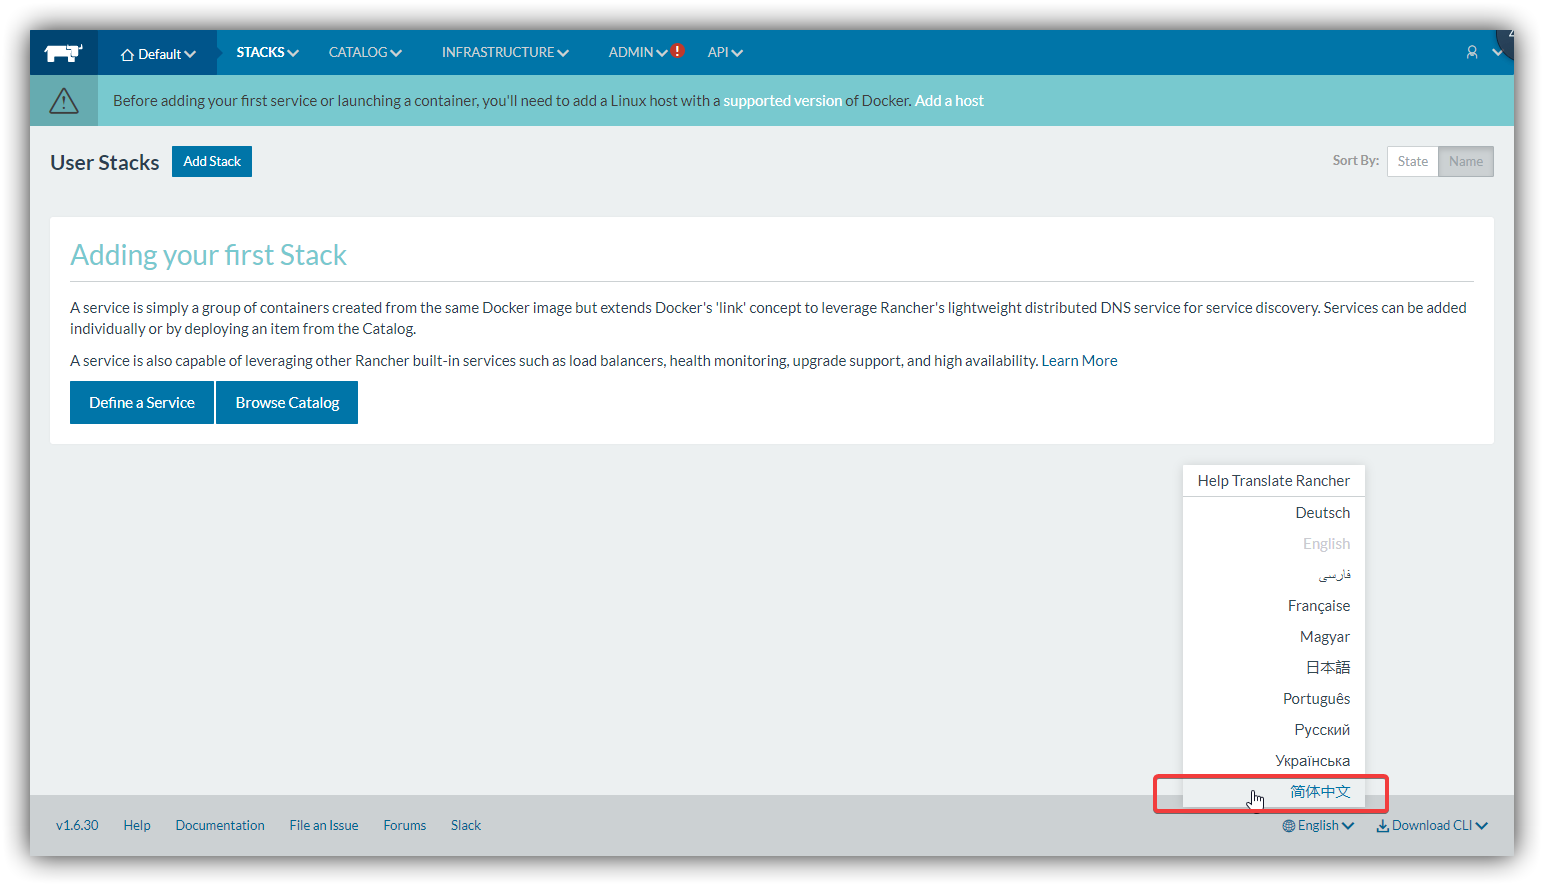 Default STACKS CATALOG INFRASTRUCTURE ADMIN ! API
Before adding your first service or launching a container, you'll need to add a Linux host with a supported version of Docker. Add a host
User Stacks Add Stack Sort By: State Name
Adding your first Stack
A service is simply a group of containers created from the same Docker image but extends Docker's 'link' concept to leverage Rancher's lightweight distributed DNS service for service discovery. Services can be added
individually or by deploying an item from the Catalog.
A service is also capable of leveraging other Rancher built-in services such as load balancers, health monitoring, upgrade support, and high availability. Learn More
Define a Service Browse Catalog
Help Translate Rancher
Deutsch
English
فارسی
Française
Magyar
日本語
Português
Русский
Українська
简体中文
v1.6.30 Help Documentation File an Issue Forums Slack English Download CLI